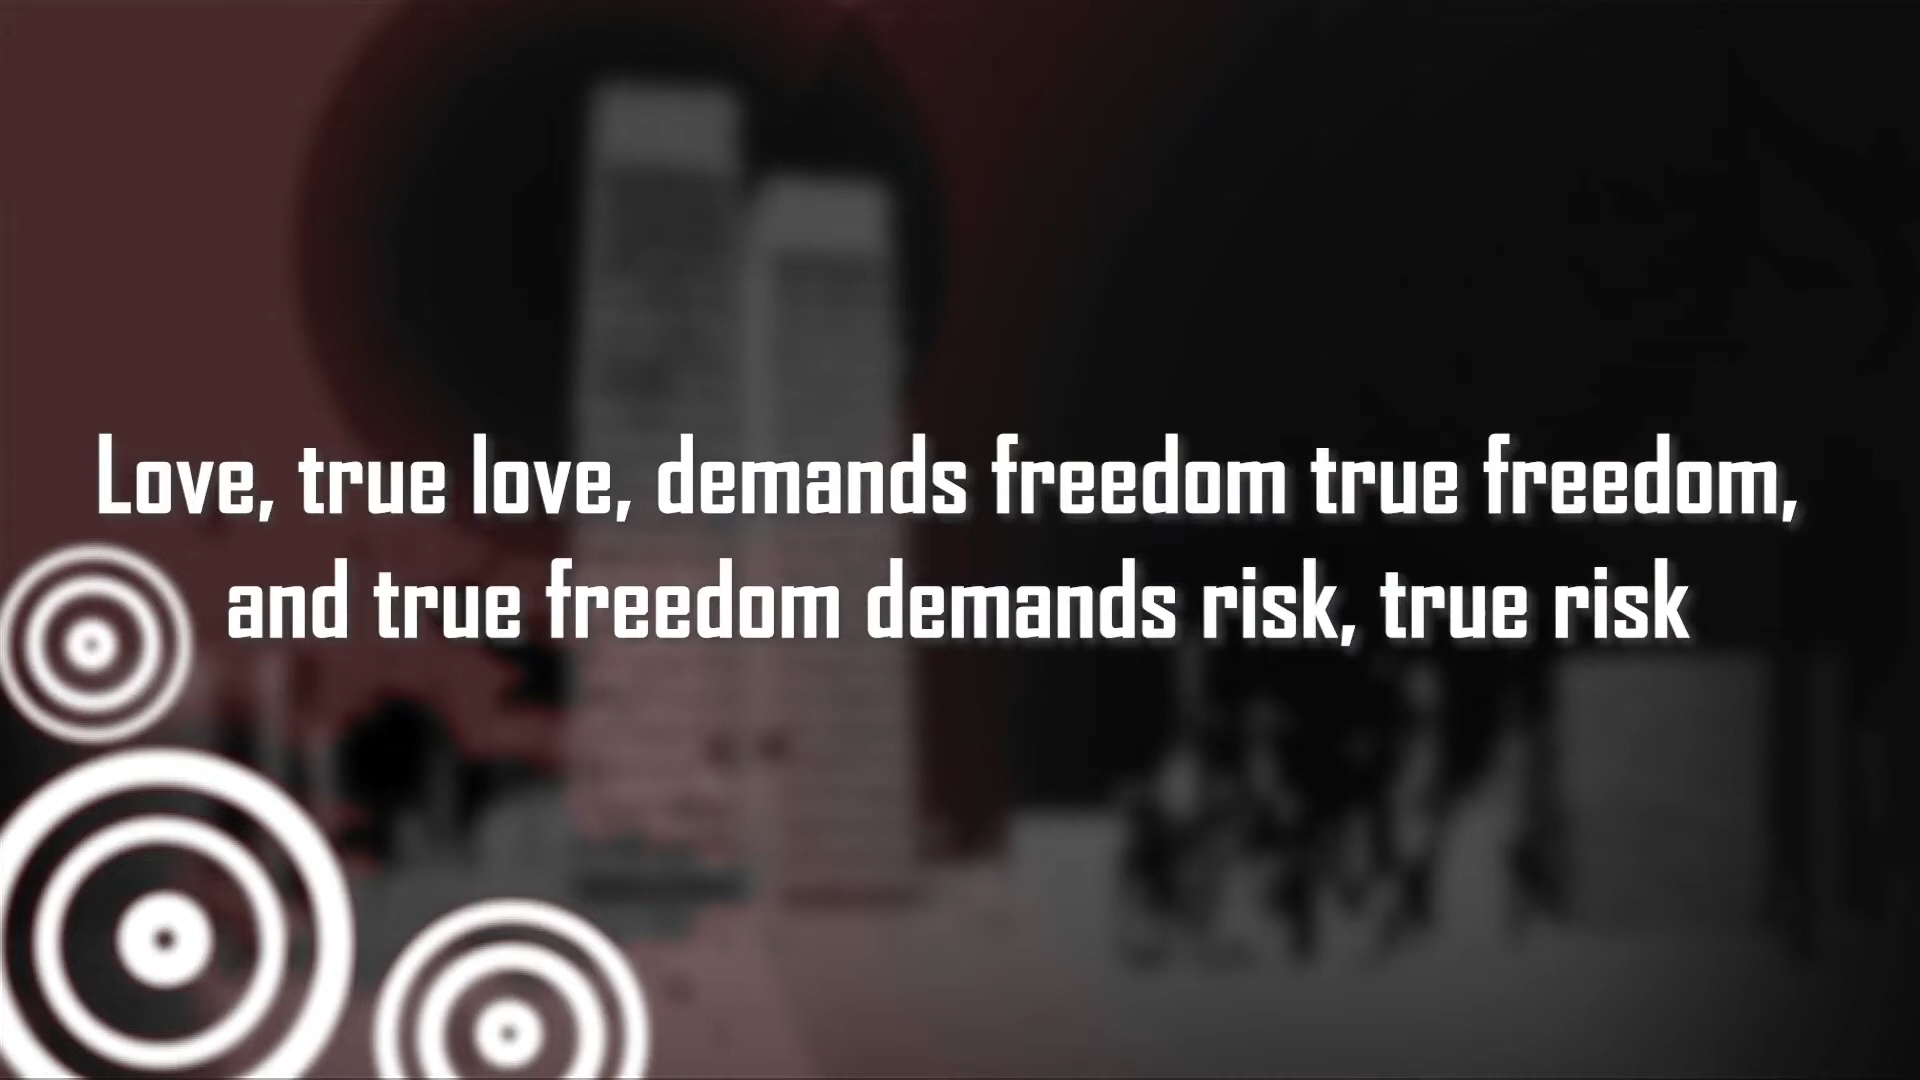 Love, true love, demands freedom true freedom,
and true freedom demands risk, true risk